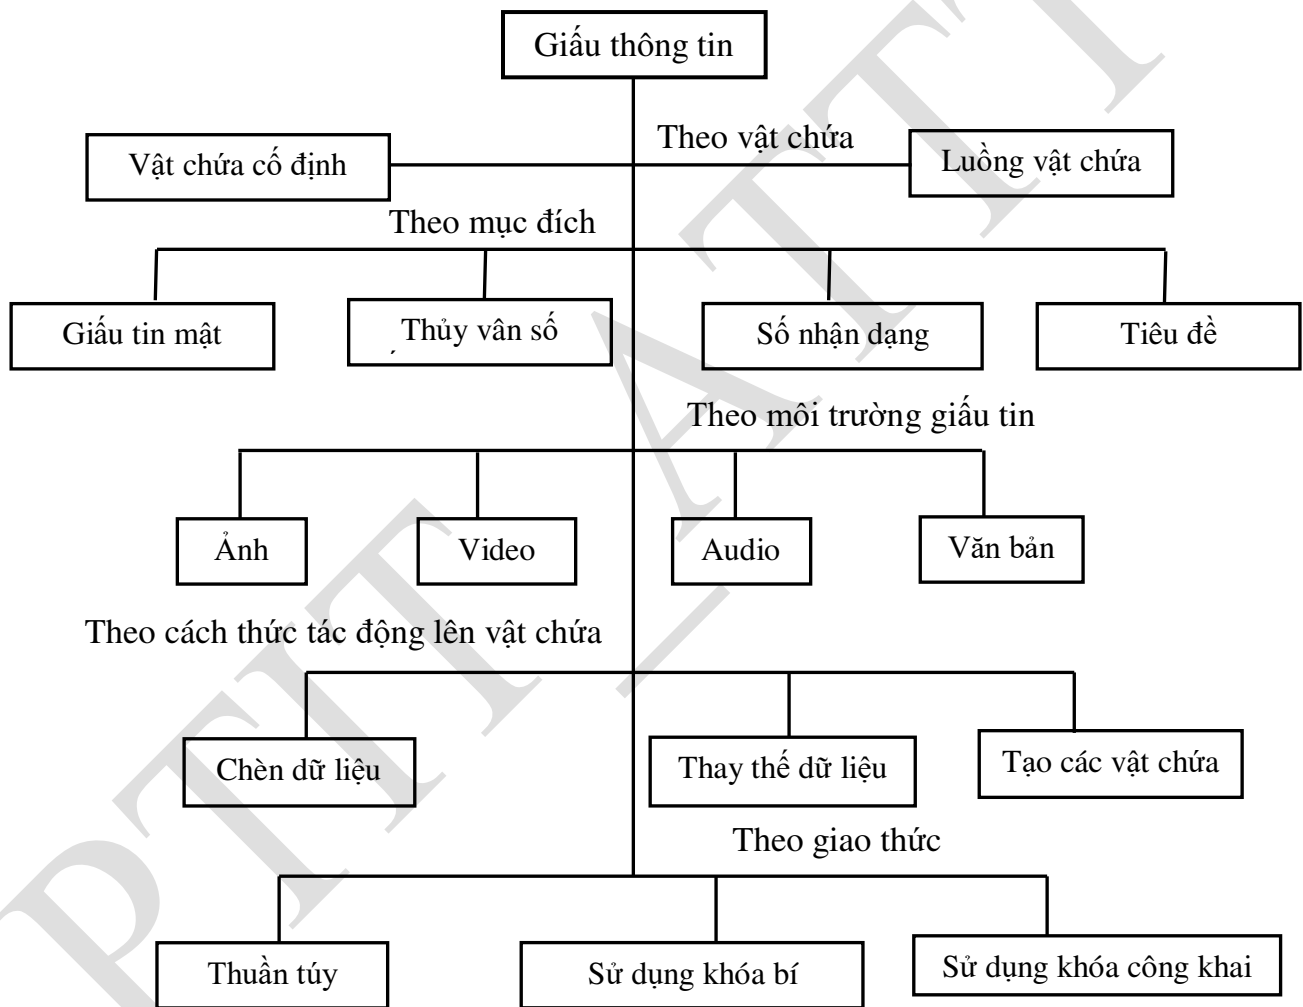 Giấu thông tin
Theo vật chứa
Vật chứa cố định
Luồng vật chứa
Theo mục đích
Giấu tin mật
Thủy vân số
Số nhận dạng
Tiêu đề
Theo môi trường giấu tin
Ảnh
Video
Audio
Văn bản
Theo cách thức tác động lên vật chứa
Chèn dữ liệu
Thay thế dữ liệu
Tạo các vật chứa
Theo giao thức
Thuần túy
Sử dụng khóa bí
Sử dụng khóa công khai
PTIT_ATTT